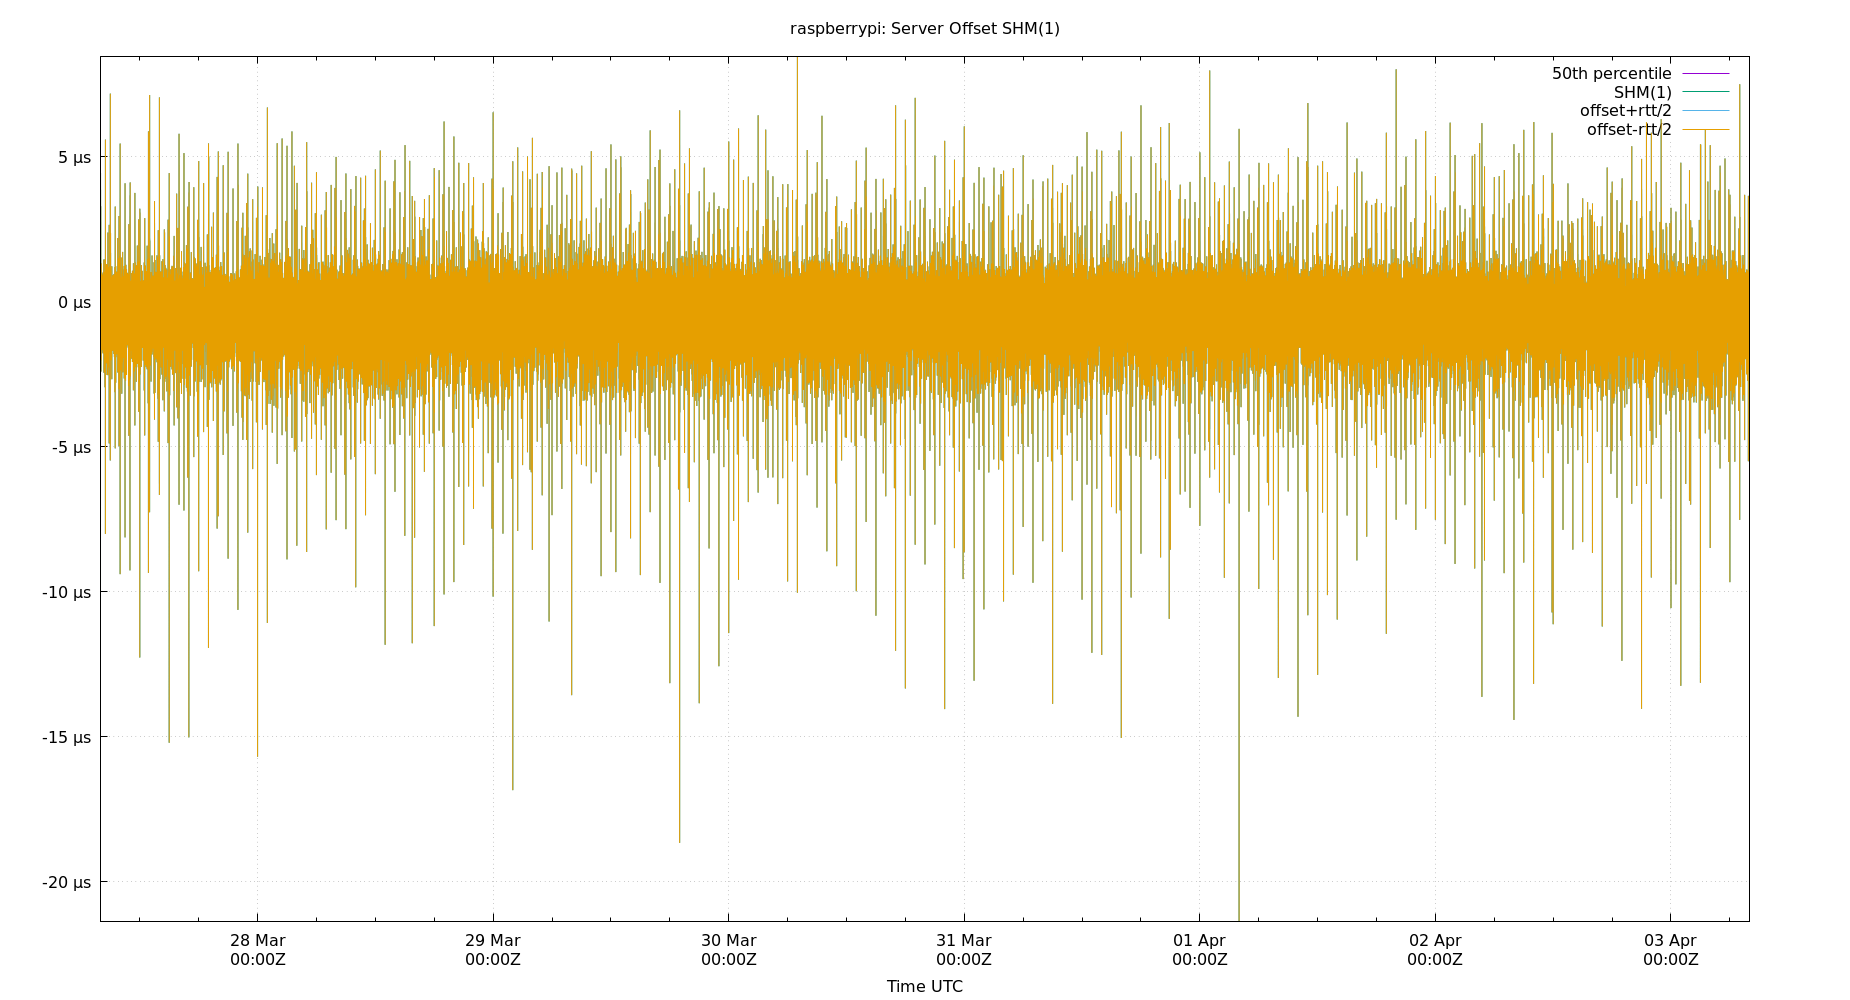 raspberrypi: Server Offset SHM(1)
50th percentile
SHM(1)
offset+rtt/2
offset-rtt/2
5 µs
0 µs
-5 µs
-10 µs
-15 µs
-20 µs
28 Mar 29 Mar 30 Mar 31 Mar 01 Apr 02 Apr 03 Apr
00:00Z 00:00Z 00:00Z 00:00Z 00:00Z 00:00Z 00:00Z
Time UTC